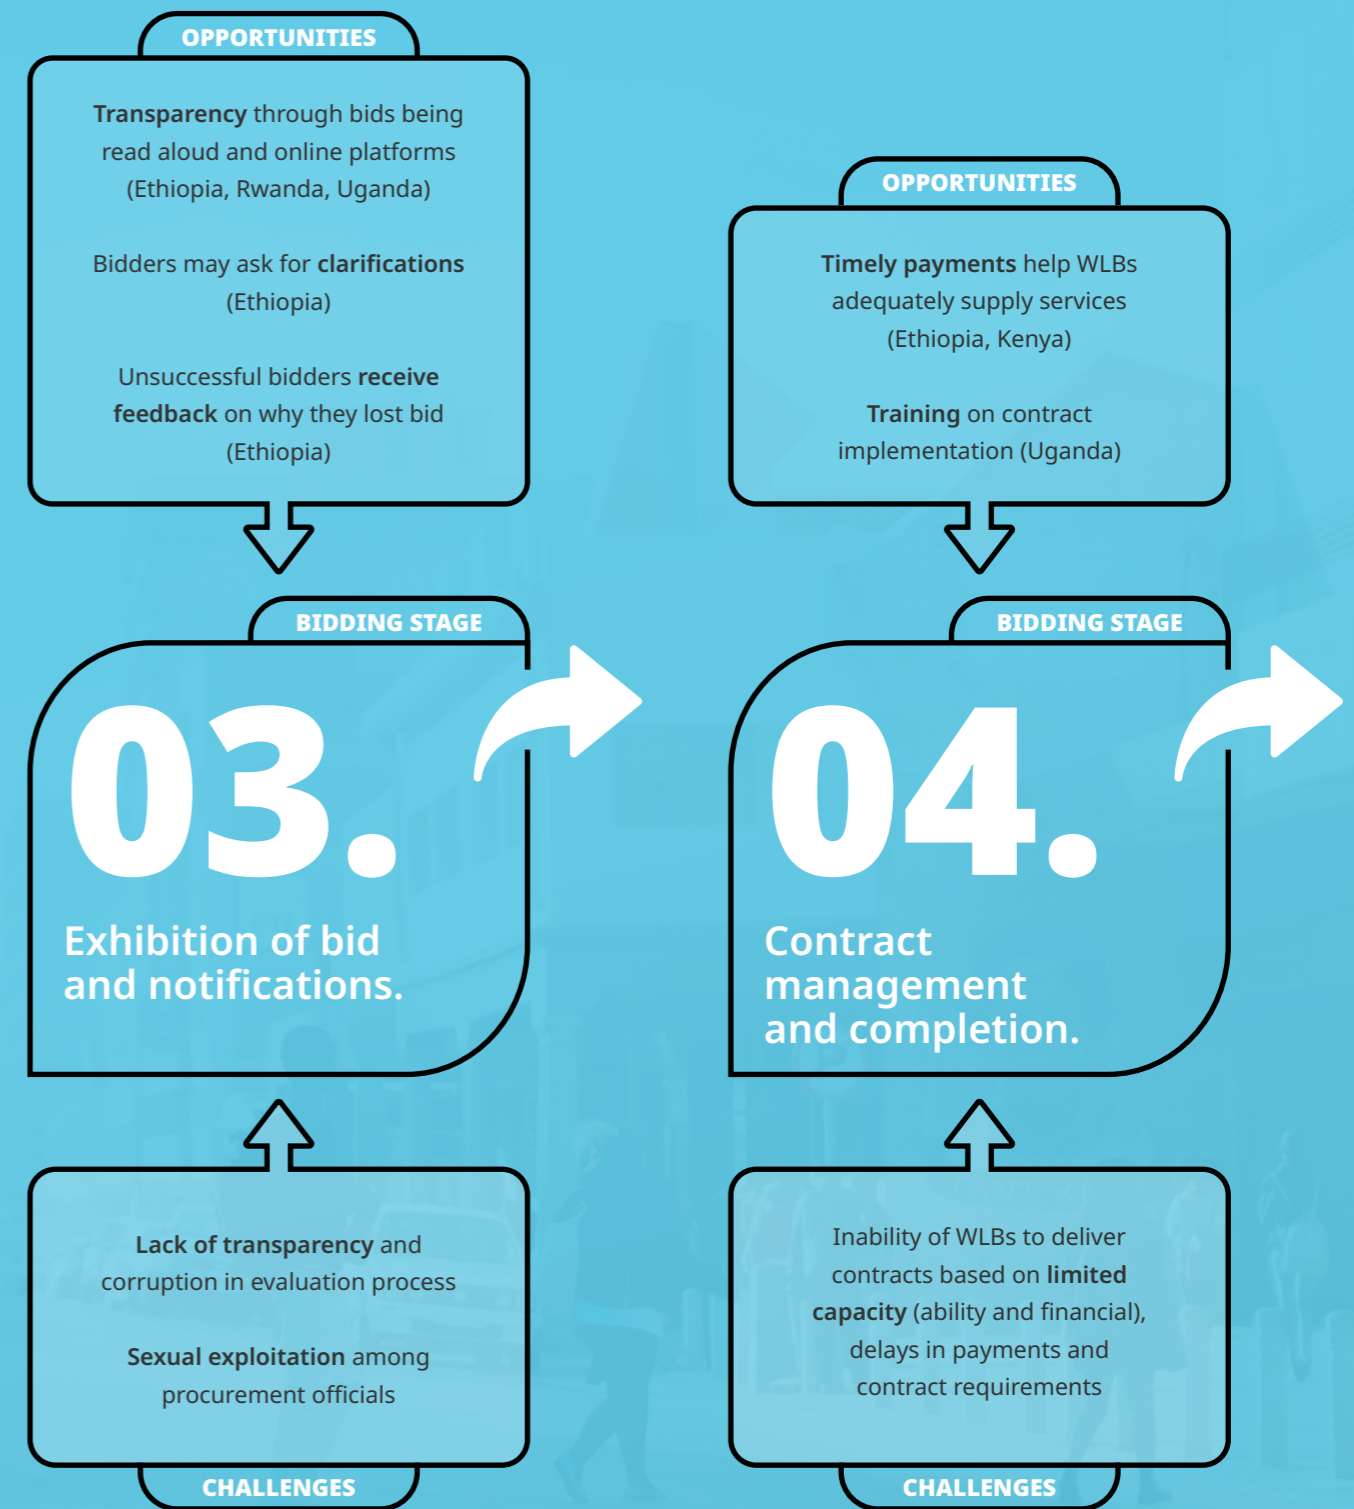 OPPORTUNITIES
Transparency through bids being
read aloud and online platforms
(Ethiopia, Rwanda, Uganda)
Bidders may ask for clarifications
(Ethiopia)
Unsuccessful bidders receive
feedback on why they lost bid
(Ethiopia)
BIDDING STAGE
03.
Exhibition of bid
and notifications.
Lack of transparency and
corruption in evaluation process
Sexual exploitation among
procurement officials
CHALLENGES
OPPORTUNITIES
Timely payments help WLBs
adequately supply services
(Ethiopia, Kenya)
Training on contract
implementation (Uganda)
BIDDING STAGE
04.
Contract
management
and completion.
Inability of WLBs to deliver
contracts based on limited
capacity (ability and financial),
delays in payments and
contract requirements
CHALLENGES